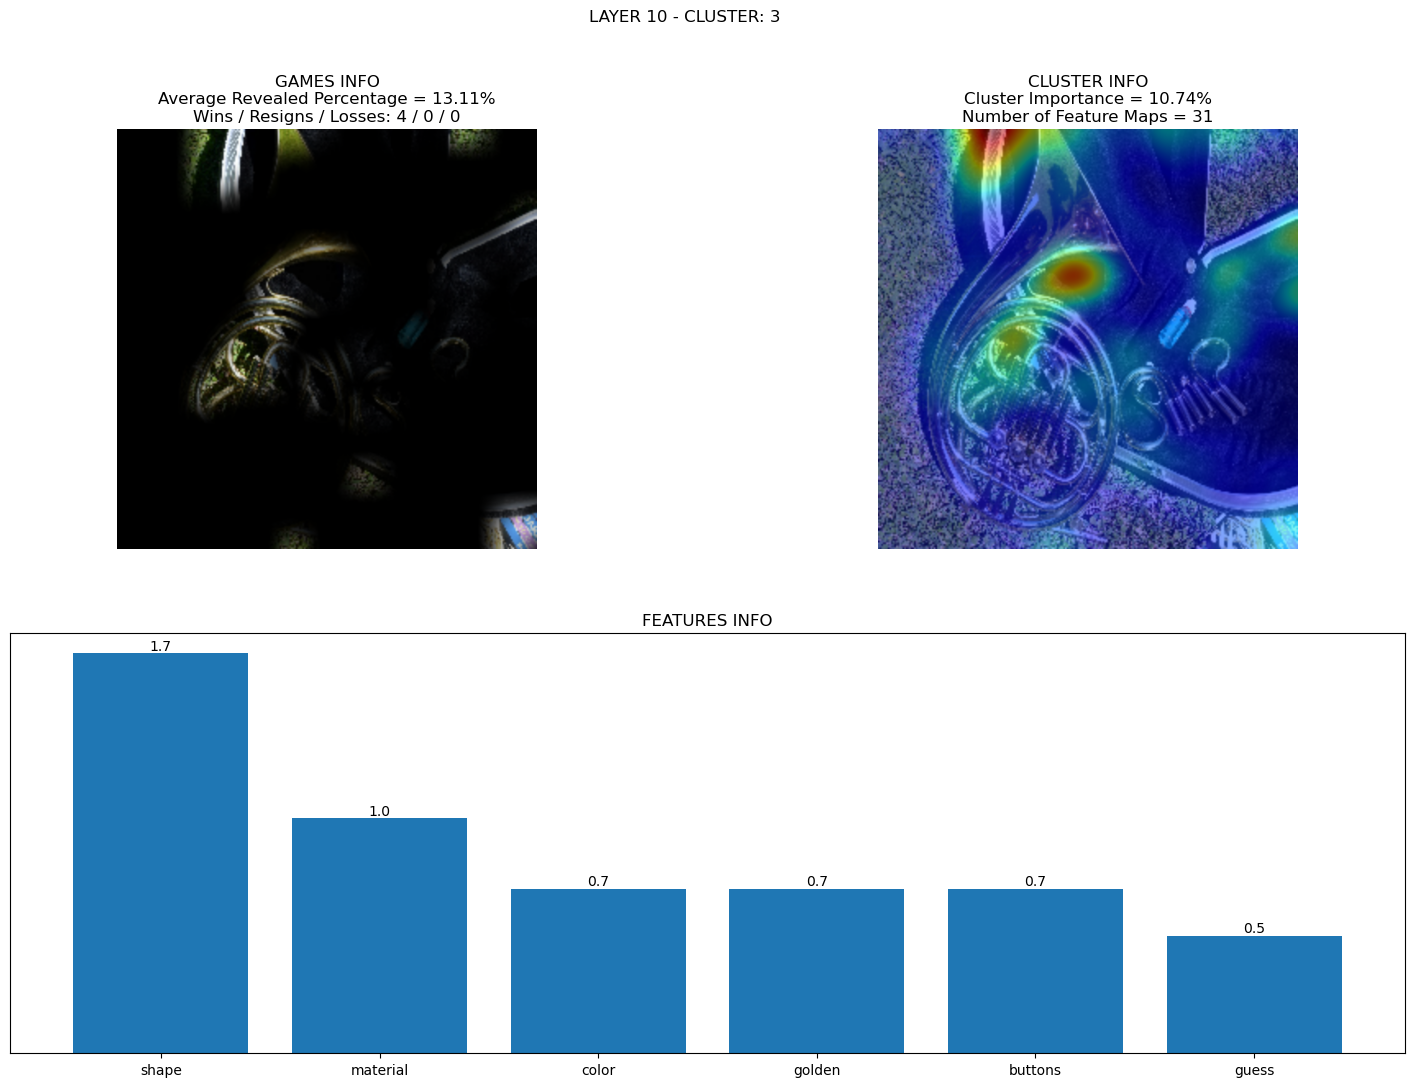 LAYER 10 - CLUSTER: 3
GAMES INFO
Average Revealed Percentage = 13.11%
Wins / Resigns / Losses: 4 / 0 / 0
CLUSTER INFO
Cluster Importance = 10.74%
Number of Feature Maps = 31
FEATURES INFO
1.7
1.0
0.7
0.7
0.7
0.5
shape
material
color
golden
buttons
guess